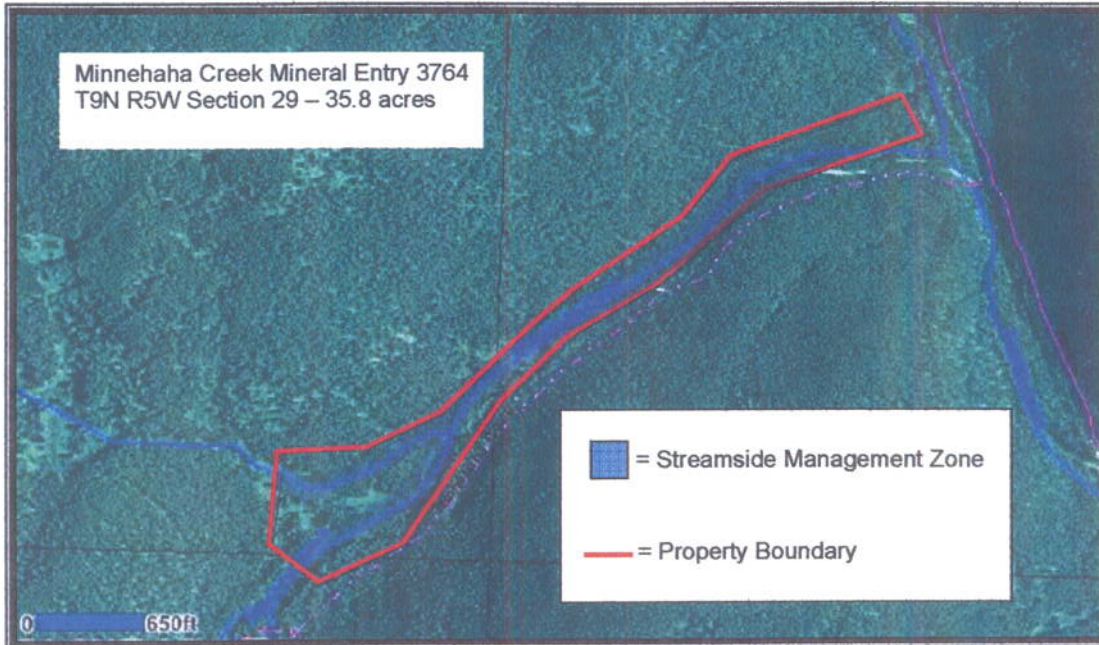 Minnehaha Creek Mineral Entry 3764
T9N R5W Section 29 – 35.8 acres
= Streamside Management Zone
= Property Boundary
0 650ft